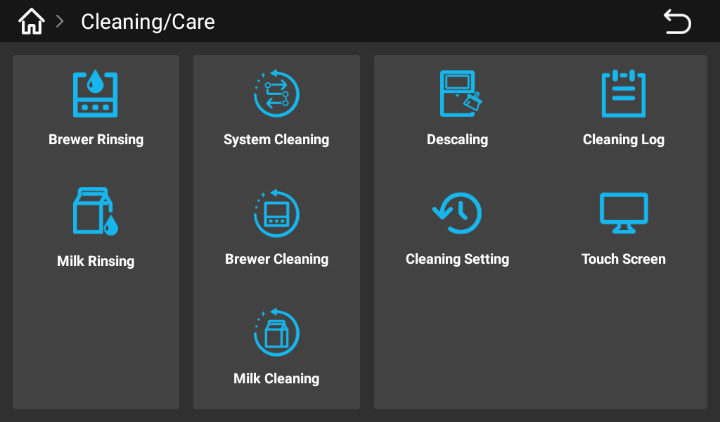 Cleaning/Care
Brewer Rinsing
System Cleaning
Descaling
Cleaning Log
Milk Rinsing
Brewer Cleaning
Cleaning Setting
Touch Screen
Milk Cleaning